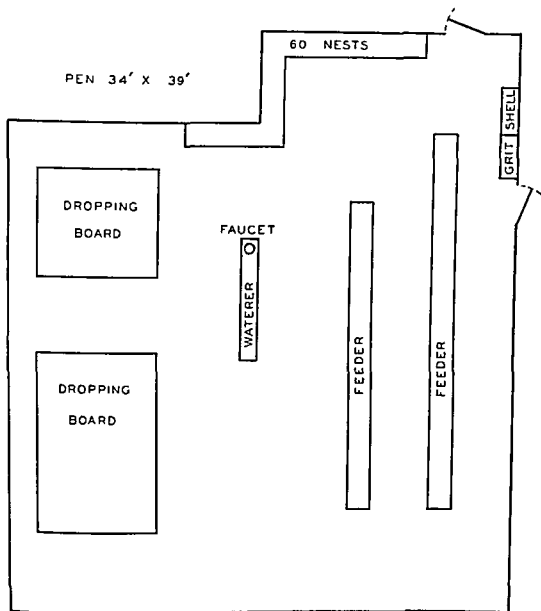 60 NESTS
PEN 34' X 39'
SHELL
GRIT
DROPPING
BOARD
FAUCET
WATERER
FEEDER
FEEDER
DROPPING
BOARD